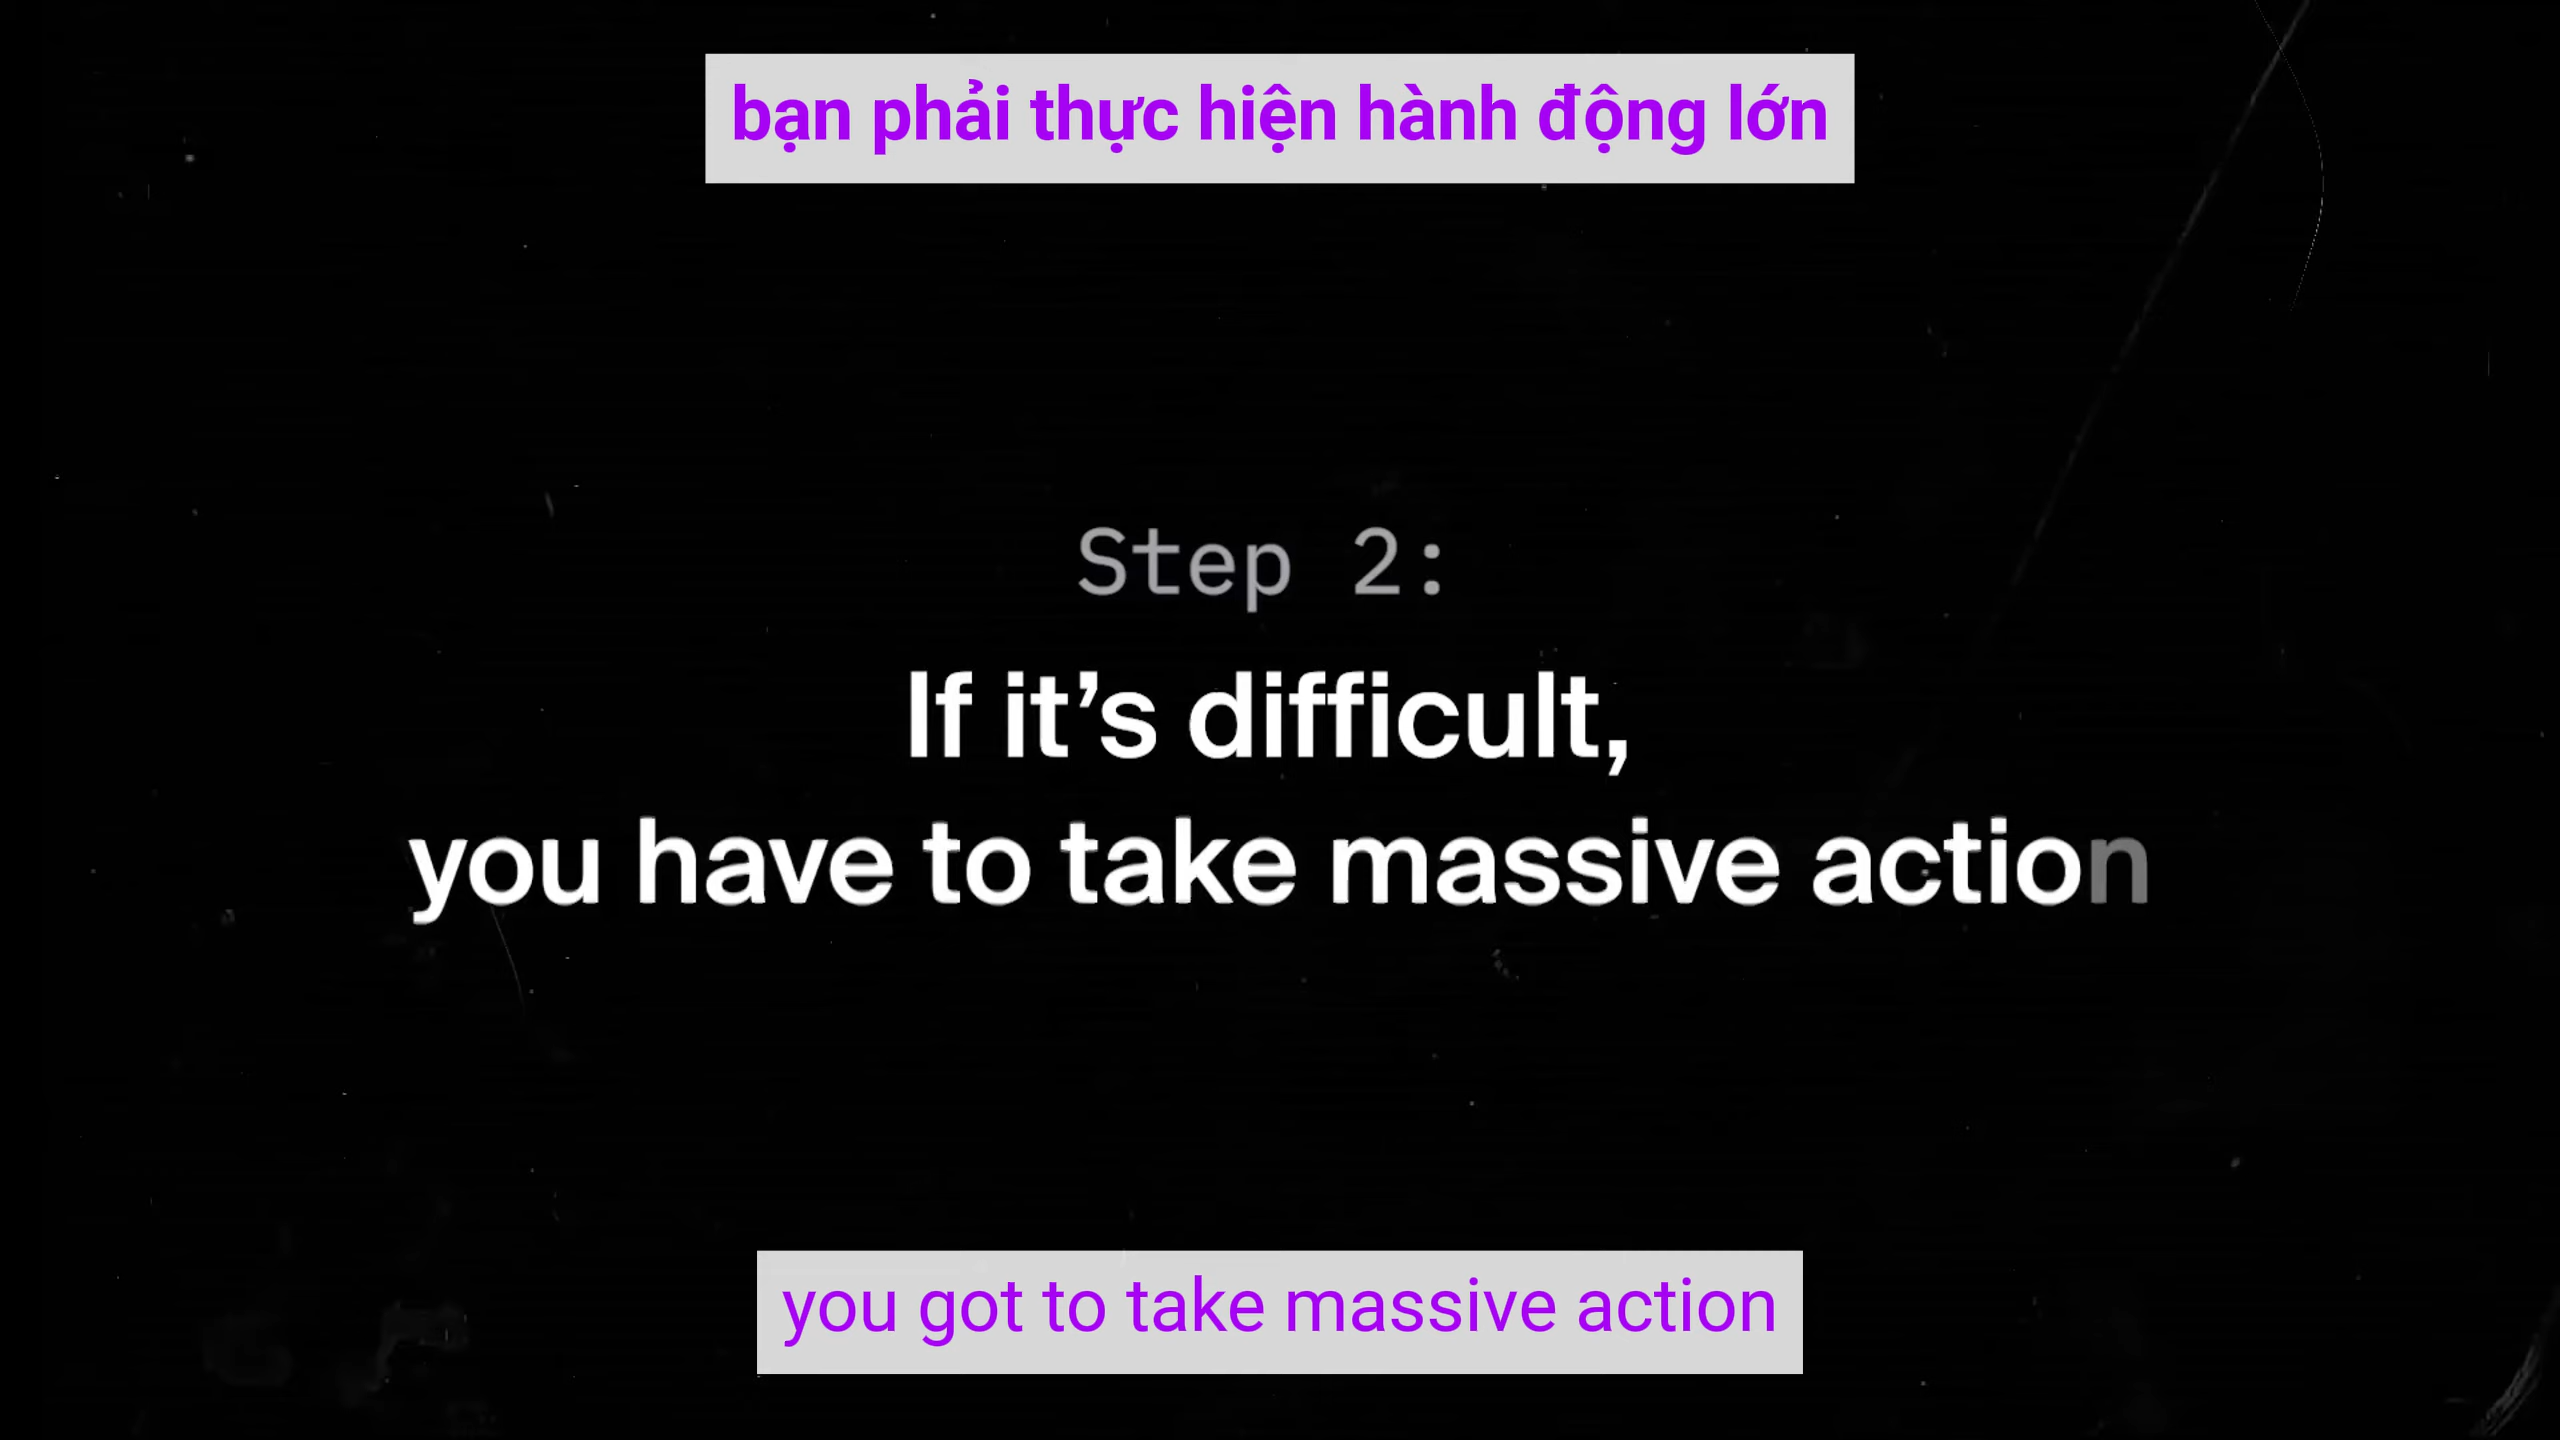 bạn phải thực hiện hành động lớn
Step 2:
If it’s difficult,
you have to take massive action
you got to take massive action